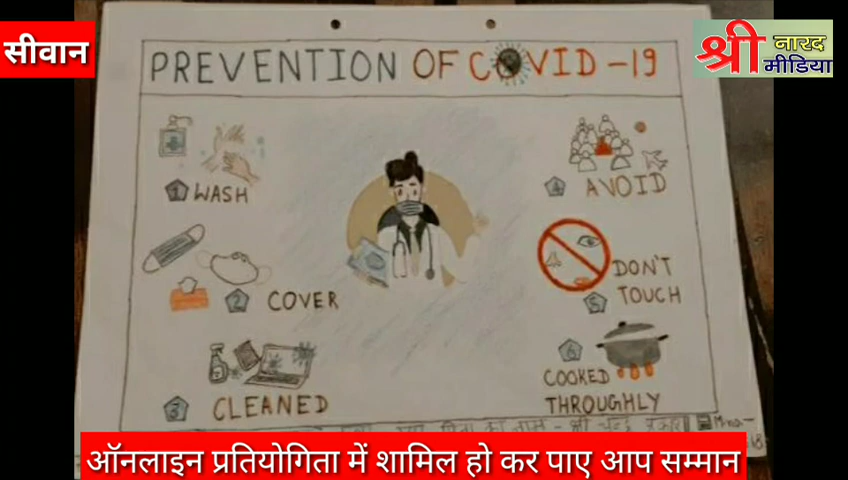 सीवान
श्री नारद मीडिया
PREVENTION OF COVID-19
1 WASH
2 COVER
3 CLEANED
4 AVOID
5 DON'T
TOUCH
6 COOKED
THROUGHLY
ऑनलाइन प्रतियोगिता में शामिल हो कर पाए आप सम्मान